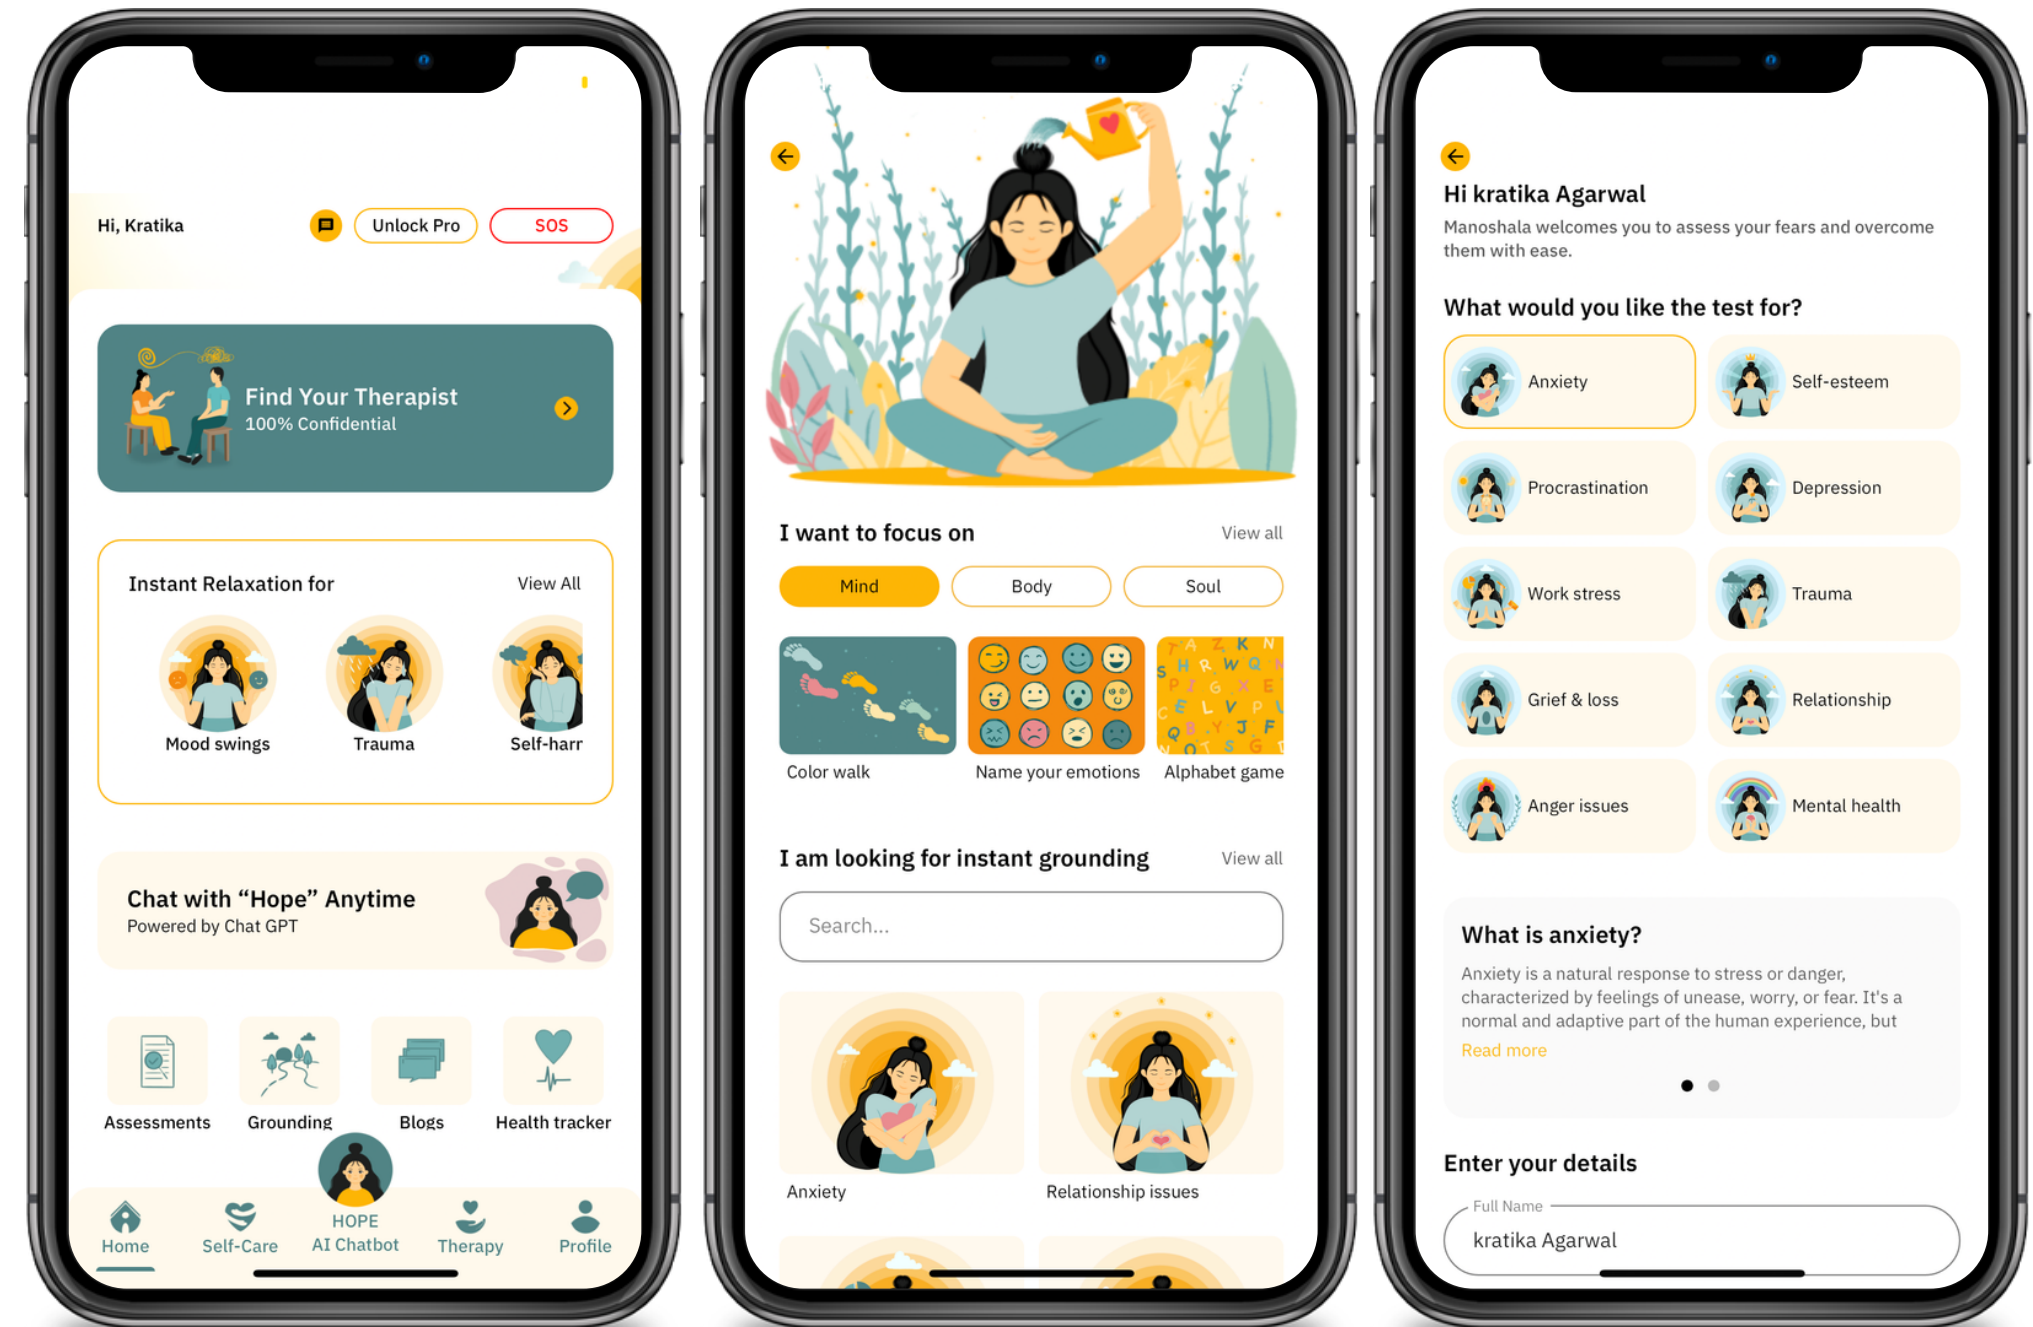 Hi, Kratika
Unlock Pro
SOS
Find Your Therapist
100% Confidential
Instant Relaxation for
View All
Mood swings
Trauma
Self-harr
Chat with “Hope” Anytime
Powered by Chat GPT
Assessments
Grounding
Blogs
Health tracker
Home
Self-Care
HOPE
AI Chatbot
Therapy
Profile
I want to focus on
View all
Mind
Body
Soul
Color walk
Name your emotions
Alphabet game
I am looking for instant grounding
View all
Search...
Anxiety
Relationship issues
Hi kratika Agarwal
Manoshala welcomes you to assess your fears and overcome
them with ease.
What would you like the test for?
Anxiety
Self-esteem
Procrastination
Depression
Work stress
Trauma
Grief & loss
Relationship
Anger issues
Mental health
What is anxiety?
Anxiety is a natural response to stress or danger,
characterized by feelings of unease, worry, or fear. It's a
normal and adaptive part of the human experience, but
Read more
Enter your details
Full Name
kratika Agarwal